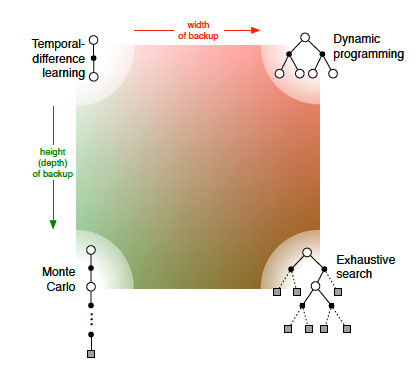 width
of backup
Temporal-
difference
learning
Dynamic
programming
height
(depth)
of backup
Monte
Carlo
Exhaustive
search